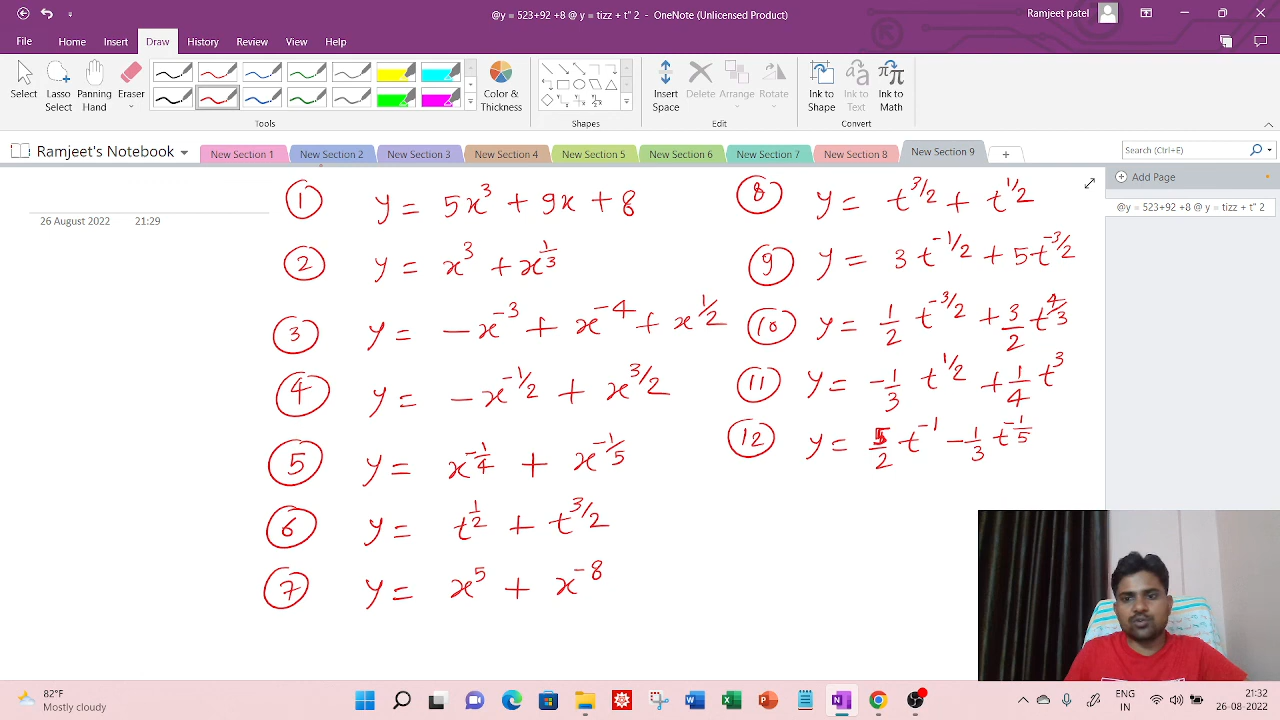 @y = 523+92 +8 @ y = tizz + t" 2 - OneNote (Unlicensed Product)
Ramjeet patel
File Home Insert Draw History Review View Help
Select Lasso Select Panning Hand Eraser Color & Thickness Insert Space Delete Arrange Rotate Ink to Shape Ink to Text Ink to Math
Tools Shapes Edit Convert
Ramjeet's Notebook New Section 1 New Section 2 New Section 3 New Section 4 New Section 5 New Section 6 New Section 7 New Section 8 New Section 9 + Search (Ctrl+E)
Add Page
@y = 523+92 +8 @ y = tizz + t" 2
26 August 2022 21:29
① y = 5x³ + 9x + 8
② y = x³ + x^{1/3}
③ y = -x^{-3} + x^{-4} + x^{1/2}
④ y = -x^{-1/2} + x^{3/2}
⑤ y = x^{-1/4} + x^{-1/5}
⑥ y = t^{1/2} + t^{3/2}
⑦ y = x^5 + x^{-8}
⑧ y = t^{3/2} + t^{1/2}
⑨ y = 3t^{-1/2} + 5t^{-3/2}
⑩ y = 1/2 t^{-3/2} + 3/2 t^{4/3}
⑪ y = -1/3 t^{1/2} + 1/4 t^3
⑫ y = 5/2 t^{-1} - 1/3 t^{-1/5}
82°F
Mostly cloudy
ENG
IN
21:32
26-08-2022